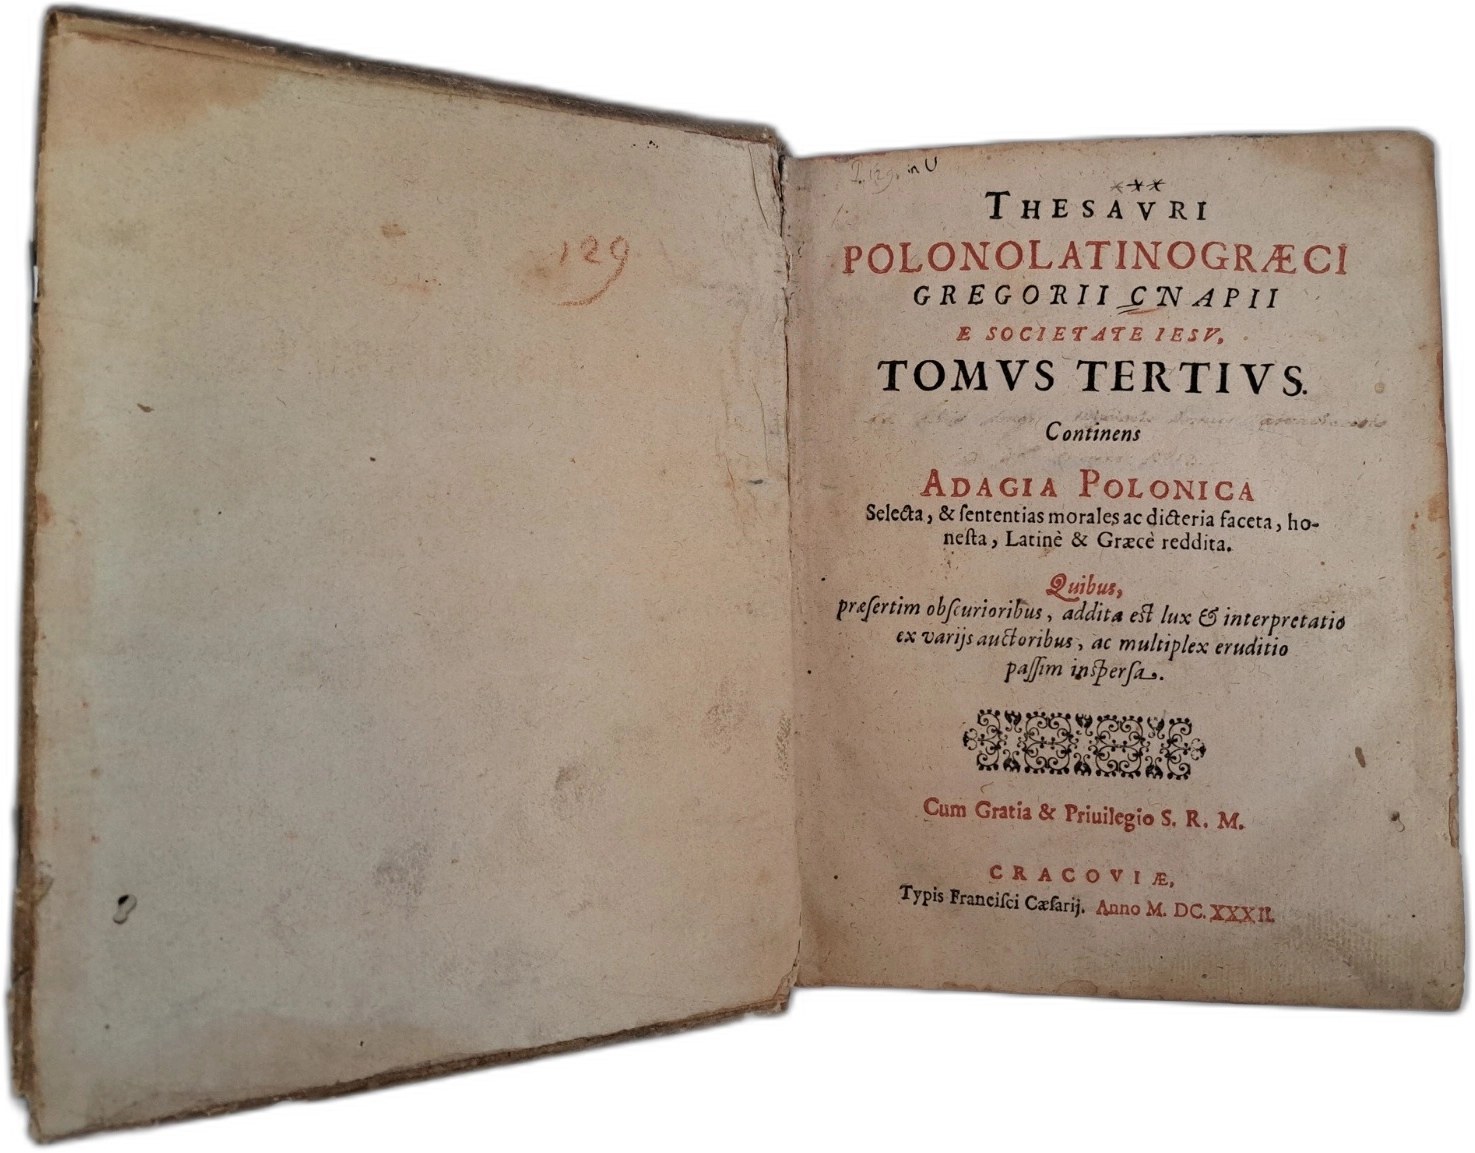 129
129. in U
THESAVRI
POLONOLATINOGRÆCI
GREGORII CNAPII
E SOCIETATE IESV,
TOMVS TERTIVS.
Continens
ADAGIA POLONICA
Selecta, & ſententias morales ac dicteria faceta, ho-
neſta, Latinè & Græcè reddita.
Quibus,
præſertim obſcurioribus, addita eſt lux & interpretatio
ex varijs auctoribus, ac multiplex eruditio
paſſim inſperſa.
Cum Gratia & Priuilegio S. R. M.
CRACOVIÆ,
Typis Franciſci Cæſarij. Anno M. DC. XXXII.